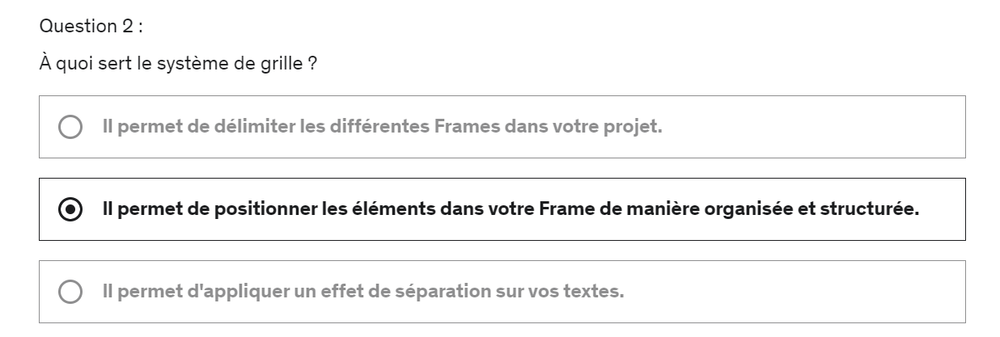 Question 2 :
À quoi sert le système de grille ?
Il permet de délimiter les différentes Frames dans votre projet.
Il permet de positionner les éléments dans votre Frame de manière organisée et structurée.
Il permet d'appliquer un effet de séparation sur vos textes.